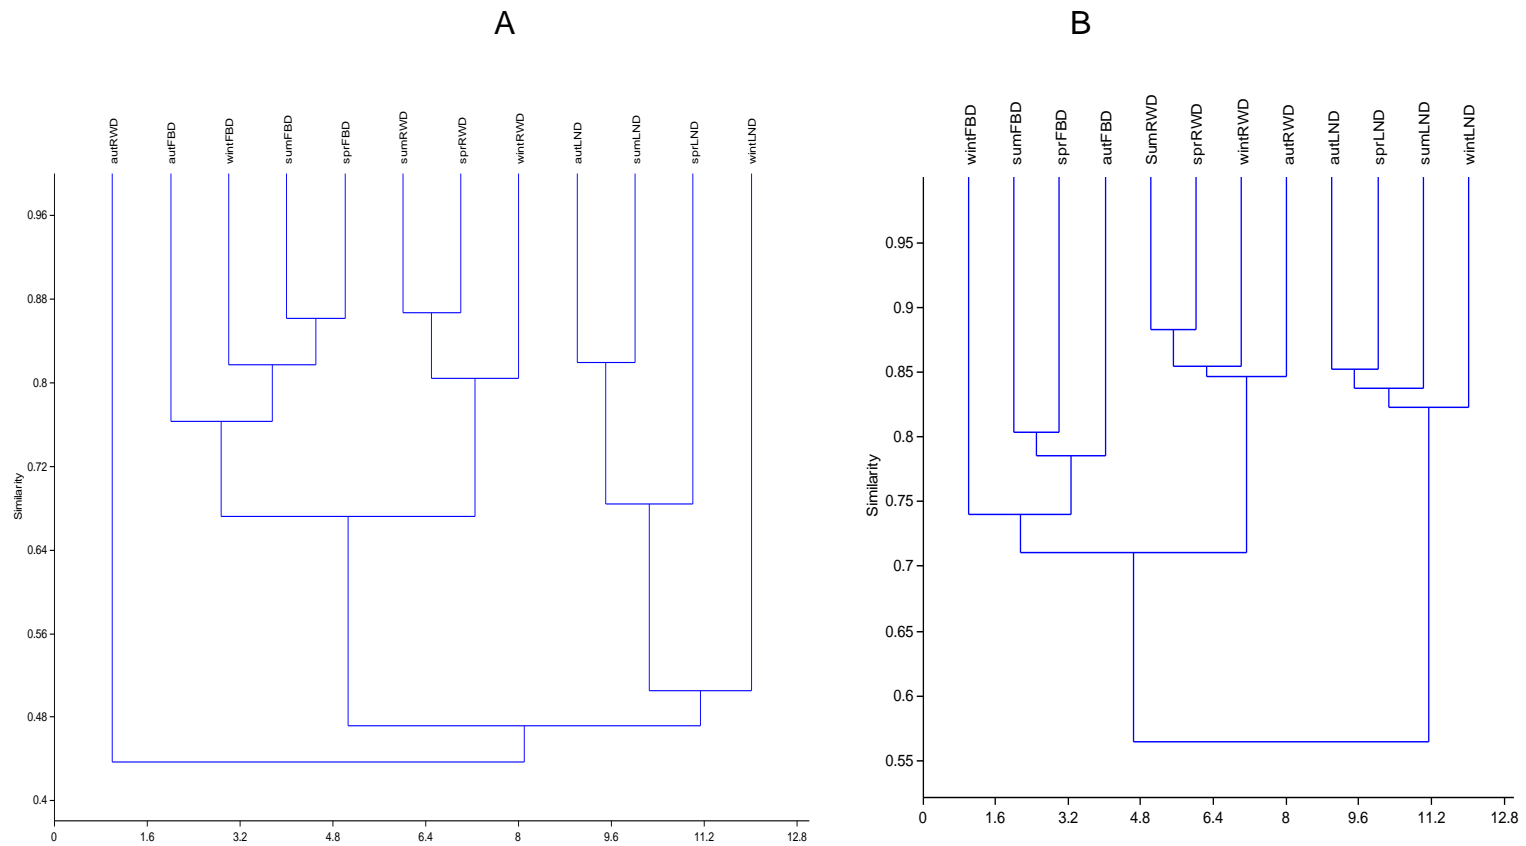 A
autRWD
autFBD
wintFBD
sumFBD
sprFBD
sumRWD
sprRWD
wintRWD
autLND
sumLND
sprLND
wintLND
0.96
0.88
0.8
0.72
0.64
0.56
0.48
0.4
Similarity
0 1.6 3.2 4.8 6.4 8 9.6 11.2 12.8
B
wintFBD
sumFBD
sprFBD
autFBD
SumRWD
sprRWD
wintRWD
autRWD
autLND
sprLND
sumLND
wintLND
0.95
0.9
0.85
0.8
0.75
0.7
0.65
0.6
0.55
Similarity
0 1.6 3.2 4.8 6.4 8 9.6 11.2 12.8